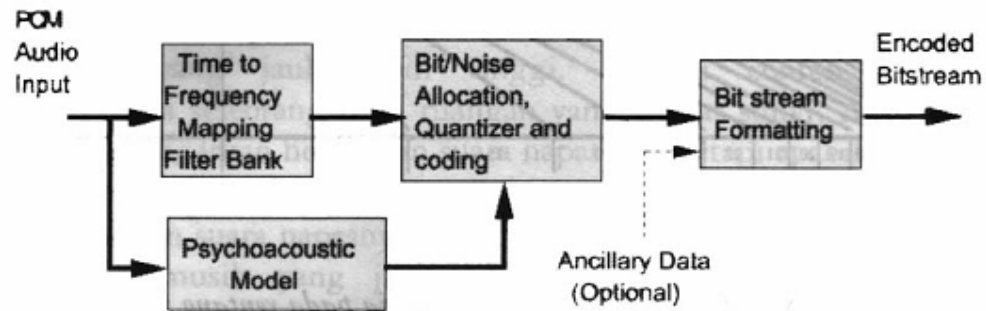 PCM
Audio
Input
Time to
Frequency
Mapping
Filter Bank
Bit/Noise
Allocation,
Quantizer and
coding
Bit stream
Formatting
Encoded
Bitstream
Psychoacoustic
Model
Ancillary Data
(Optional)